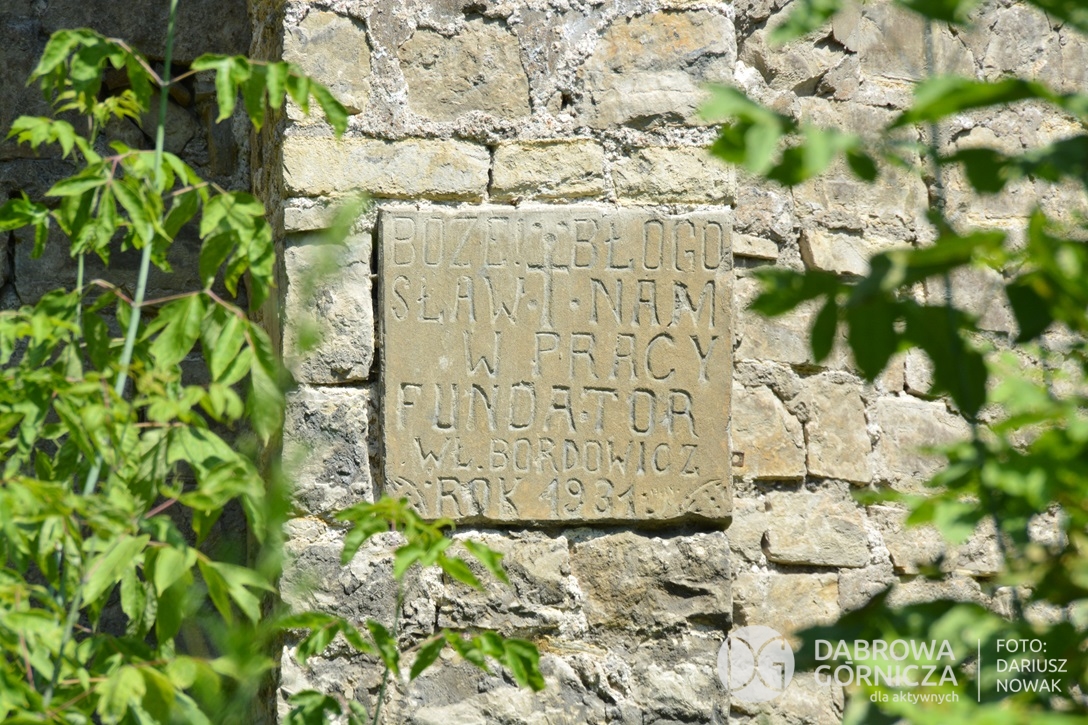 BOŻE! BŁOGO
SŁAW · NAM
W PRACY
FUNDATOR
WŁ. BORDOWICZ
ROK 1931.
DĄBROWA
GÓRNICZA
dla aktywnych
FOTO:
DARIUSZ
NOWAK